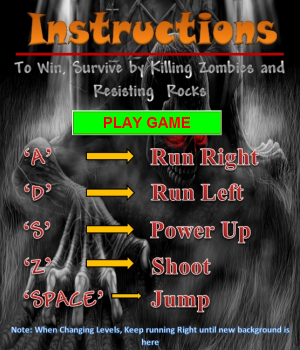 Instructions
To Win, Survive by Killing Zombies and
Resisting Rocks
PLAY GAME
'A' Run Right
'D' Run Left
'S' Power Up
'Z' Shoot
'SPACE' Jump
Note: When Changing Levels, Keep running Right until new background is
here